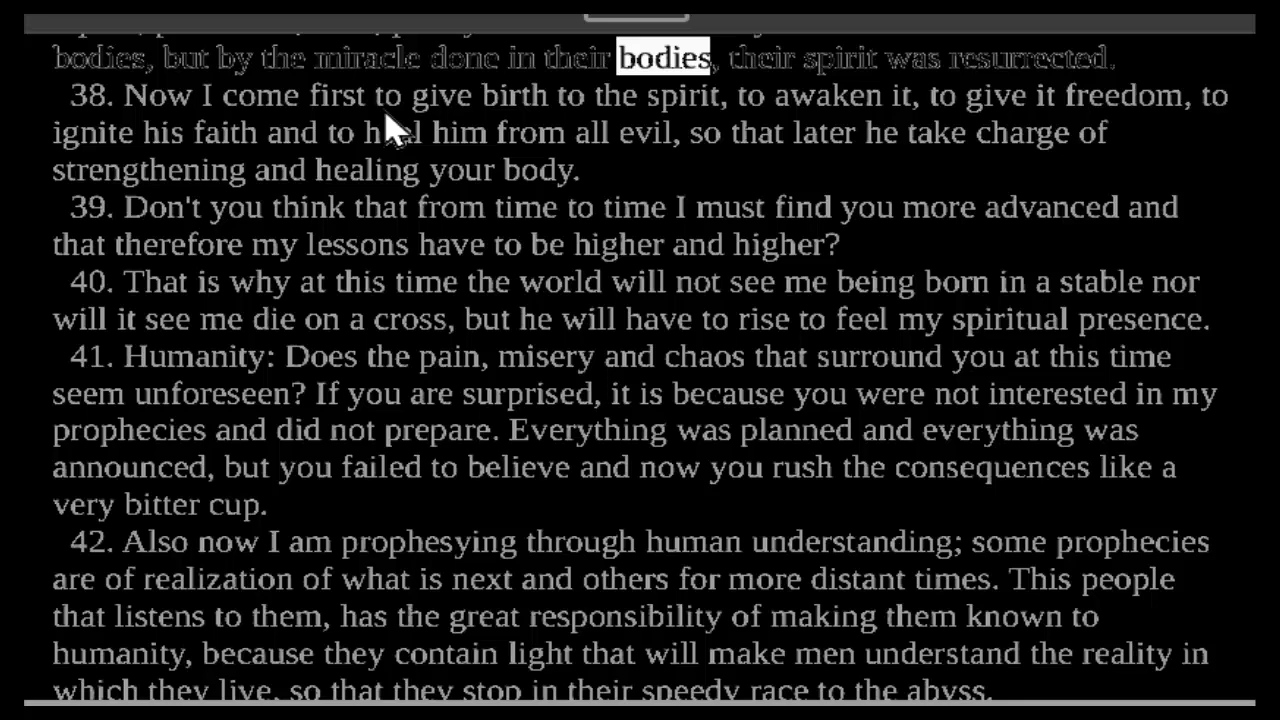 bodies, but by the miracle done in their bodies, their spirit was resurrected.
38. Now I come first to give birth to the spirit, to awaken it, to give it freedom, to
ignite his faith and to heal him from all evil, so that later he take charge of
strengthening and healing your body.
39. Don't you think that from time to time I must find you more advanced and
that therefore my lessons have to be higher and higher?
40. That is why at this time the world will not see me being born in a stable nor
will it see me die on a cross, but he will have to rise to feel my spiritual presence.
41. Humanity: Does the pain, misery and chaos that surround you at this time
seem unforeseen? If you are surprised, it is because you were not interested in my
prophecies and did not prepare. Everything was planned and everything was
announced, but you failed to believe and now you rush the consequences like a
very bitter cup.
42. Also now I am prophesying through human understanding; some prophecies
are of realization of what is next and others for more distant times. This people
that listens to them, has the great responsibility of making them known to
humanity, because they contain light that will make men understand the reality in
which they live, so that they stop in their speedy race to the abyss.